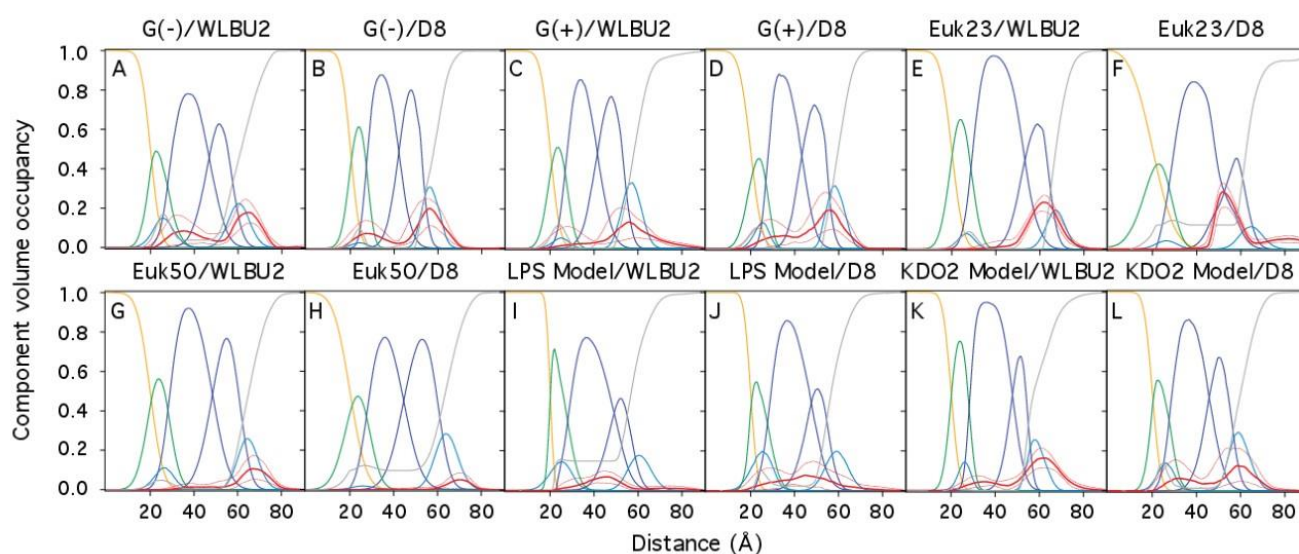 G(-)/WLBU2 G(-)/D8 G(+)/WLBU2 G(+)/D8 Euk23/WLBU2 Euk23/D8
1.0
A B C D E F
0.8
0.6
0.4
0.2
0.0
Euk50/WLBU2 Euk50/D8 LPS Model/WLBU2 LPS Model/D8 KDO2 Model/WLBU2 KDO2 Model/D8
1.0
G H I J K L
0.8
0.6
0.4
0.2
0.0
Component volume occupancy
20 40 60 80 20 40 60 80 20 40 60 80 20 40 60 80 20 40 60 80 20 40 60 80
Distance (Å)